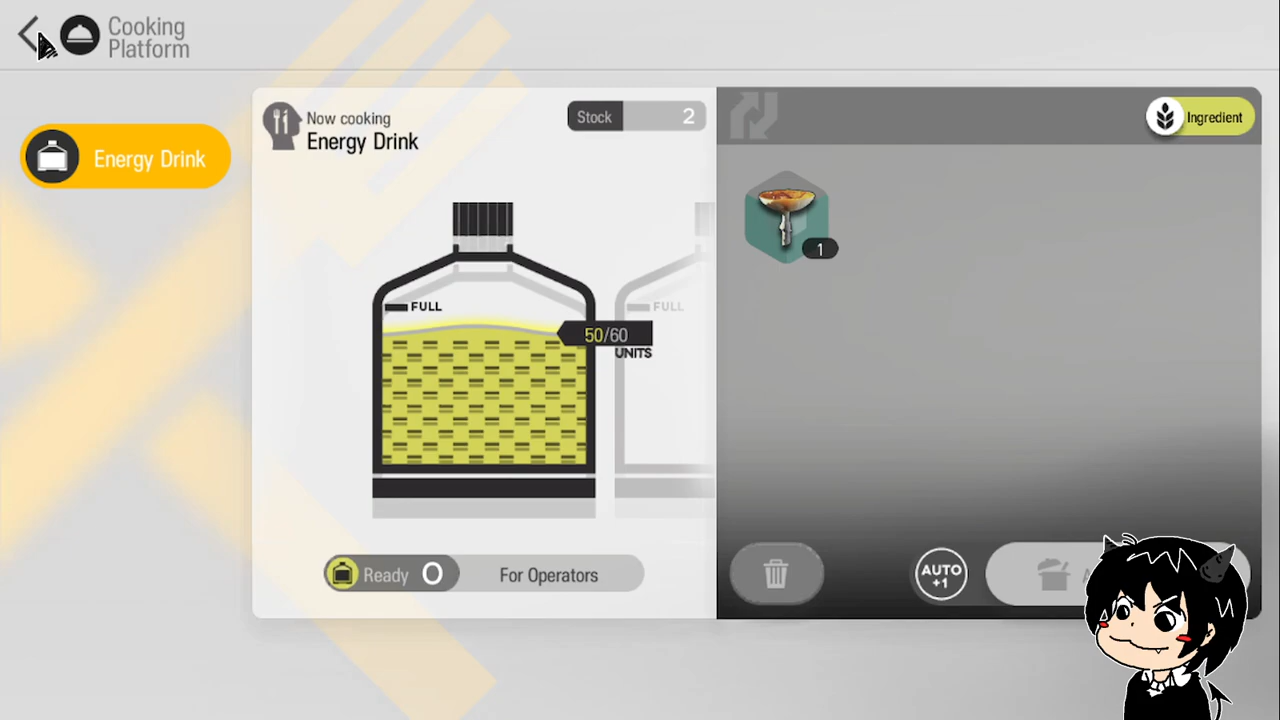 Cooking
Platform
Energy Drink
Now cooking
Energy Drink
Stock 2
FULL
50/60
UNITS
FULL
Ready 0
For Operators
Ingredient
1
AUTO
+1